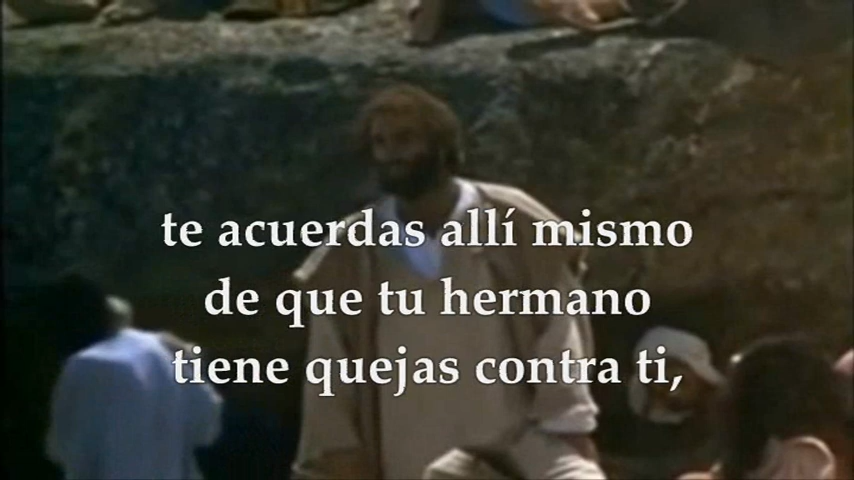 te acuerdas allí mismo
de que tu hermano
tiene quejas contra ti,